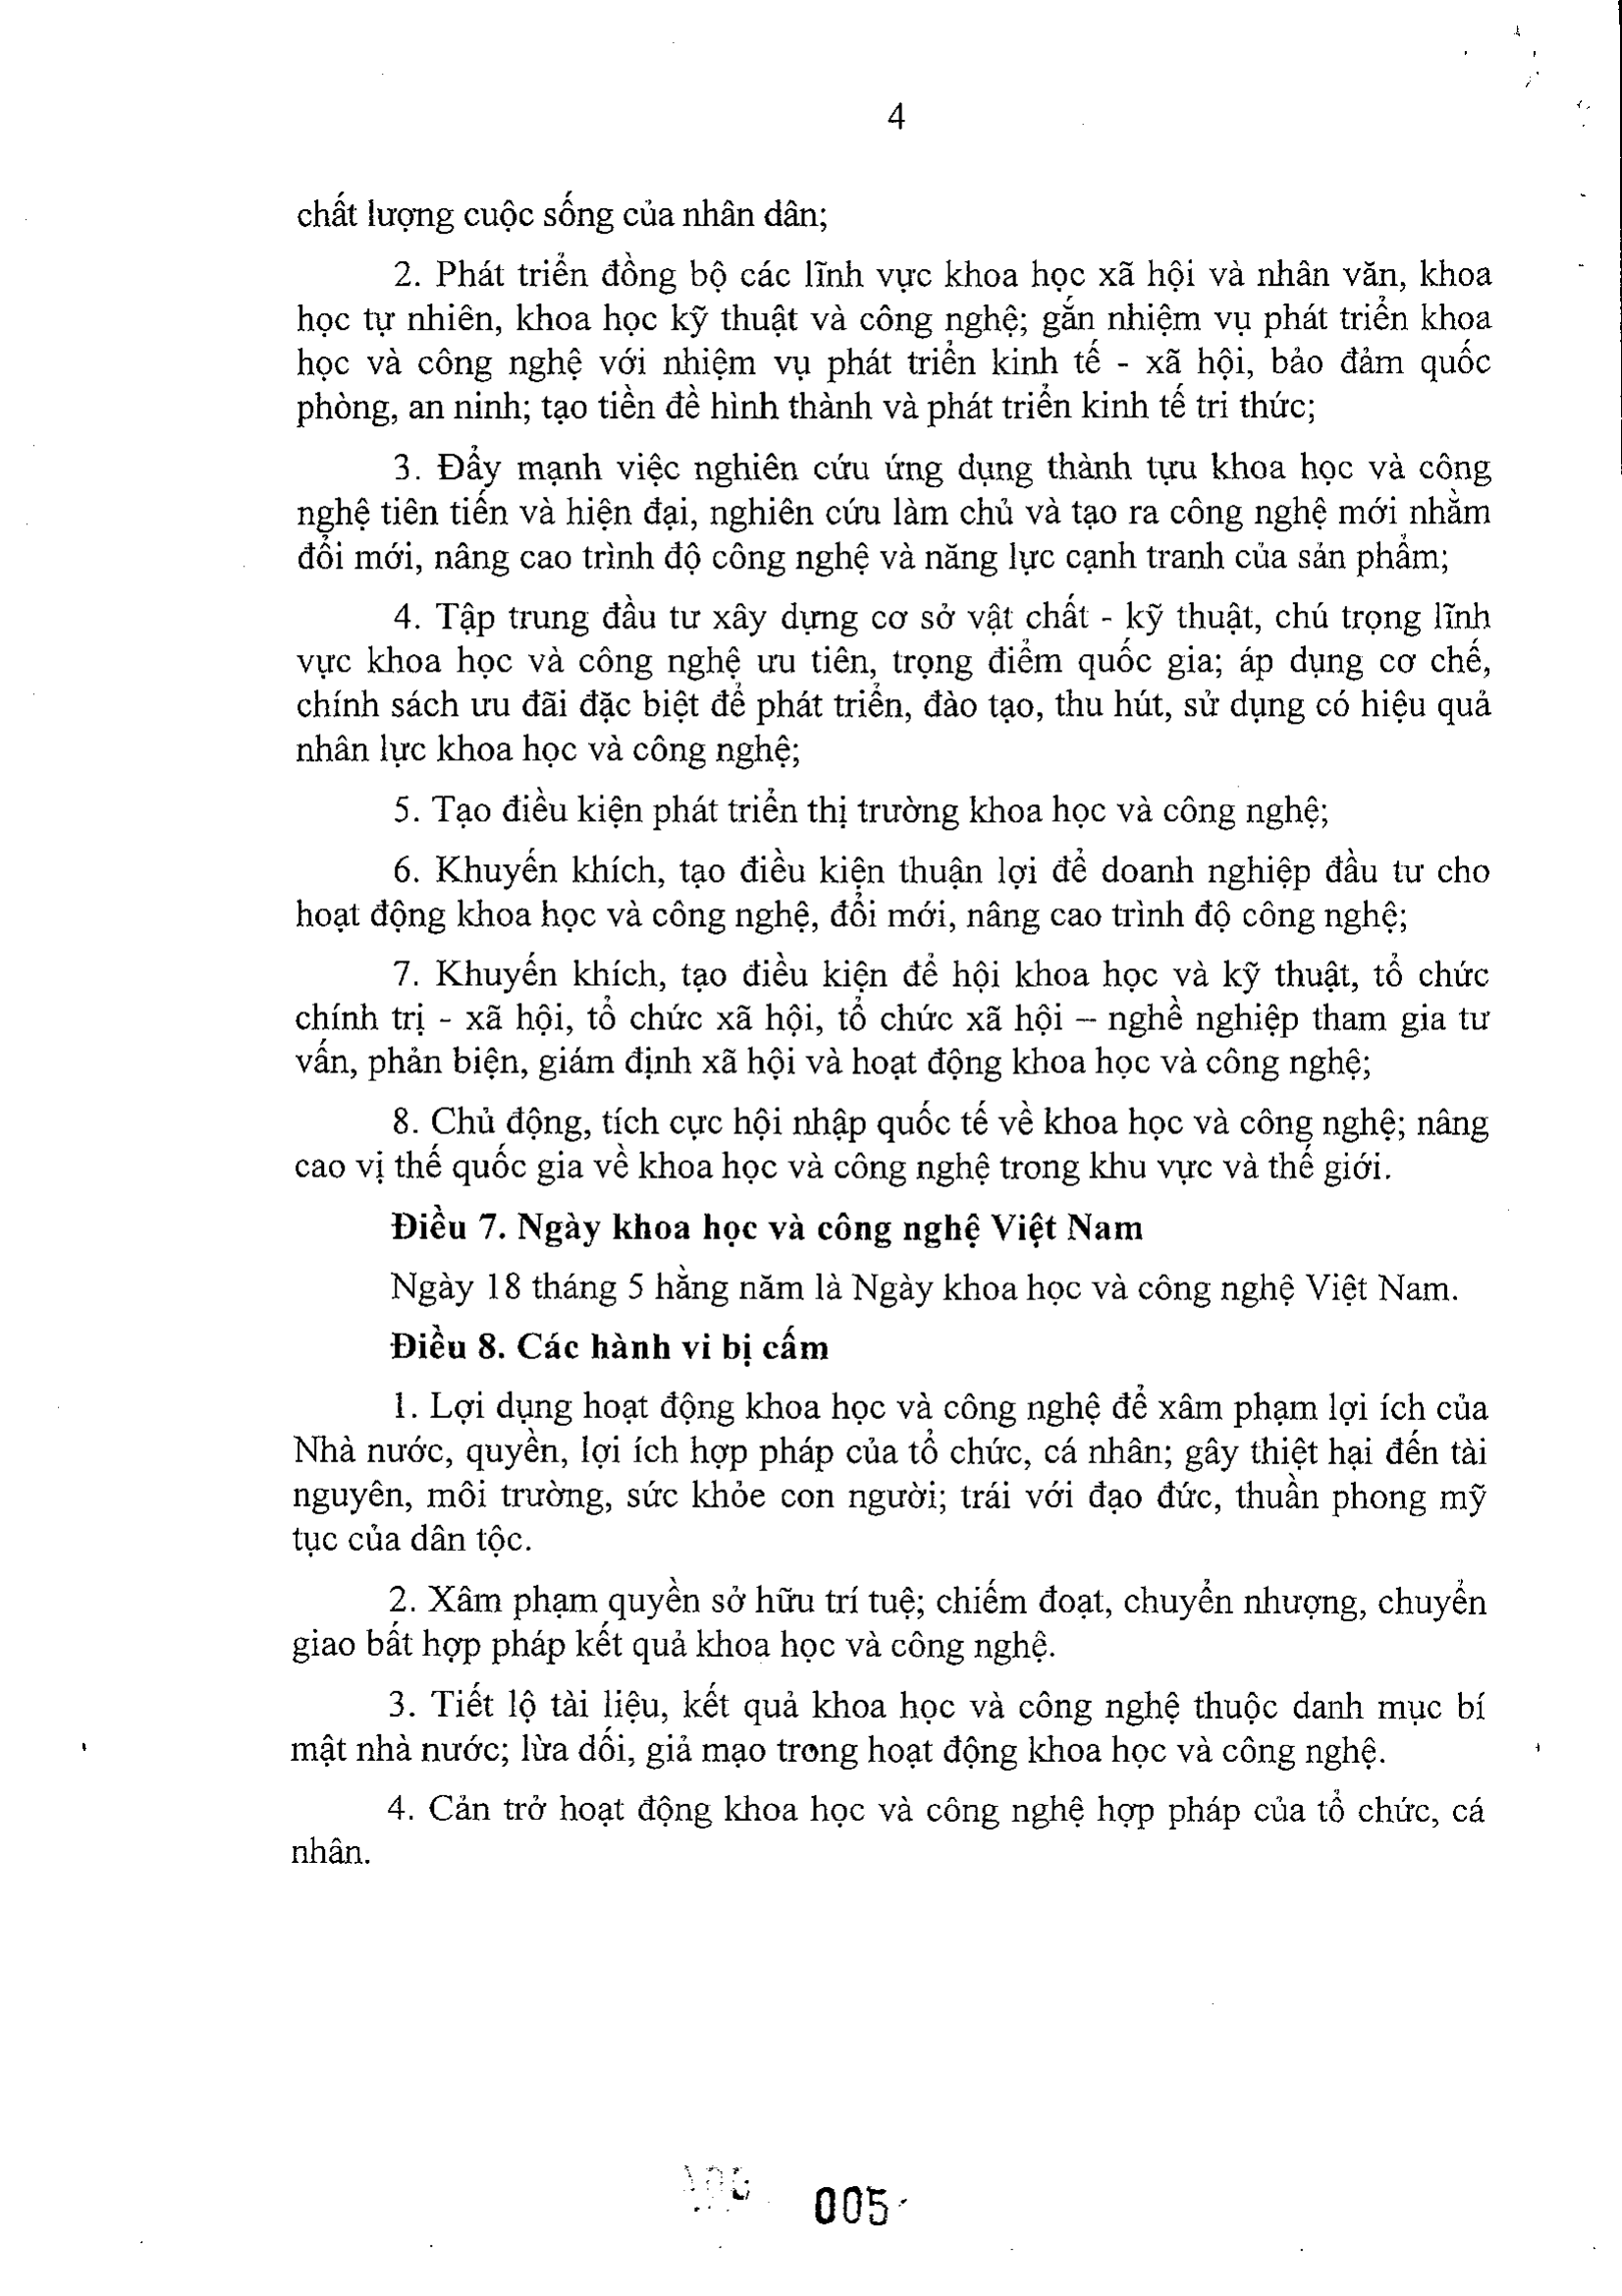 4
chất lượng cuộc sống của nhân dân;
2. Phát triển đồng bộ các lĩnh vực khoa học xã hội và nhân văn, khoa
học tự nhiên, khoa học kỹ thuật và công nghệ; gắn nhiệm vụ phát triển khoa
học và công nghệ với nhiệm vụ phát triển kinh tế - xã hội, bảo đảm quốc
phòng, an ninh; tạo tiền đề hình thành và phát triển kinh tế tri thức;
3. Đẩy mạnh việc nghiên cứu ứng dụng thành tựu khoa học và công
nghệ tiên tiến và hiện đại, nghiên cứu làm chủ và tạo ra công nghệ mới nhằm
đổi mới, nâng cao trình độ công nghệ và năng lực cạnh tranh của sản phẩm;
4. Tập trung đầu tư xây dựng cơ sở vật chất - kỹ thuật, chú trọng lĩnh
vực khoa học và công nghệ ưu tiên, trọng điểm quốc gia; áp dụng cơ chế,
chính sách ưu đãi đặc biệt để phát triển, đào tạo, thu hút, sử dụng có hiệu quả
nhân lực khoa học và công nghệ;
5. Tạo điều kiện phát triển thị trường khoa học và công nghệ;
6. Khuyến khích, tạo điều kiện thuận lợi để doanh nghiệp đầu tư cho
hoạt động khoa học và công nghệ, đổi mới, nâng cao trình độ công nghệ;
7. Khuyến khích, tạo điều kiện để hội khoa học và kỹ thuật, tổ chức
chính trị - xã hội, tổ chức xã hội, tổ chức xã hội – nghề nghiệp tham gia tư
vấn, phản biện, giám định xã hội và hoạt động khoa học và công nghệ;
8. Chủ động, tích cực hội nhập quốc tế về khoa học và công nghệ; nâng
cao vị thế quốc gia về khoa học và công nghệ trong khu vực và thế giới.
Điều 7. Ngày khoa học và công nghệ Việt Nam
Ngày 18 tháng 5 hằng năm là Ngày khoa học và công nghệ Việt Nam.
Điều 8. Các hành vi bị cấm
1. Lợi dụng hoạt động khoa học và công nghệ để xâm phạm lợi ích của
Nhà nước, quyền, lợi ích hợp pháp của tổ chức, cá nhân; gây thiệt hại đến tài
nguyên, môi trường, sức khỏe con người; trái với đạo đức, thuần phong mỹ
tục của dân tộc.
2. Xâm phạm quyền sở hữu trí tuệ; chiếm đoạt, chuyển nhượng, chuyển
giao bất hợp pháp kết quả khoa học và công nghệ.
3. Tiết lộ tài liệu, kết quả khoa học và công nghệ thuộc danh mục bí
mật nhà nước; lừa dối, giả mạo trong hoạt động khoa học và công nghệ.
4. Cản trở hoạt động khoa học và công nghệ hợp pháp của tổ chức, cá
nhân.
005